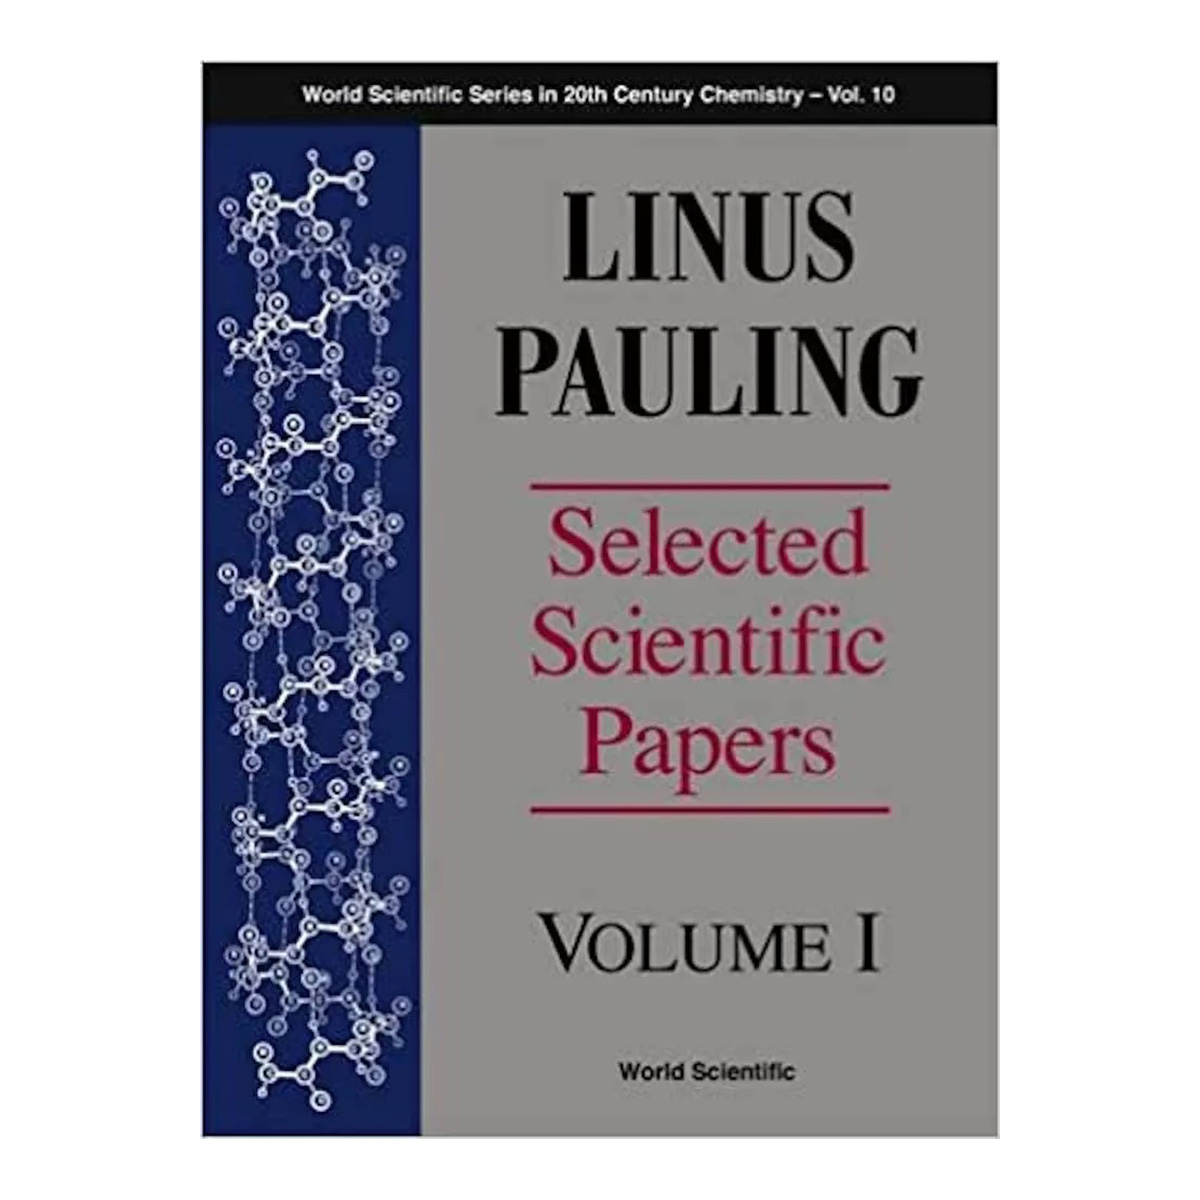 World Scientific Series in 20th Century Chemistry – Vol. 10
LINUS
PAULING
Selected
Scientific
Papers
VOLUME I
World Scientific